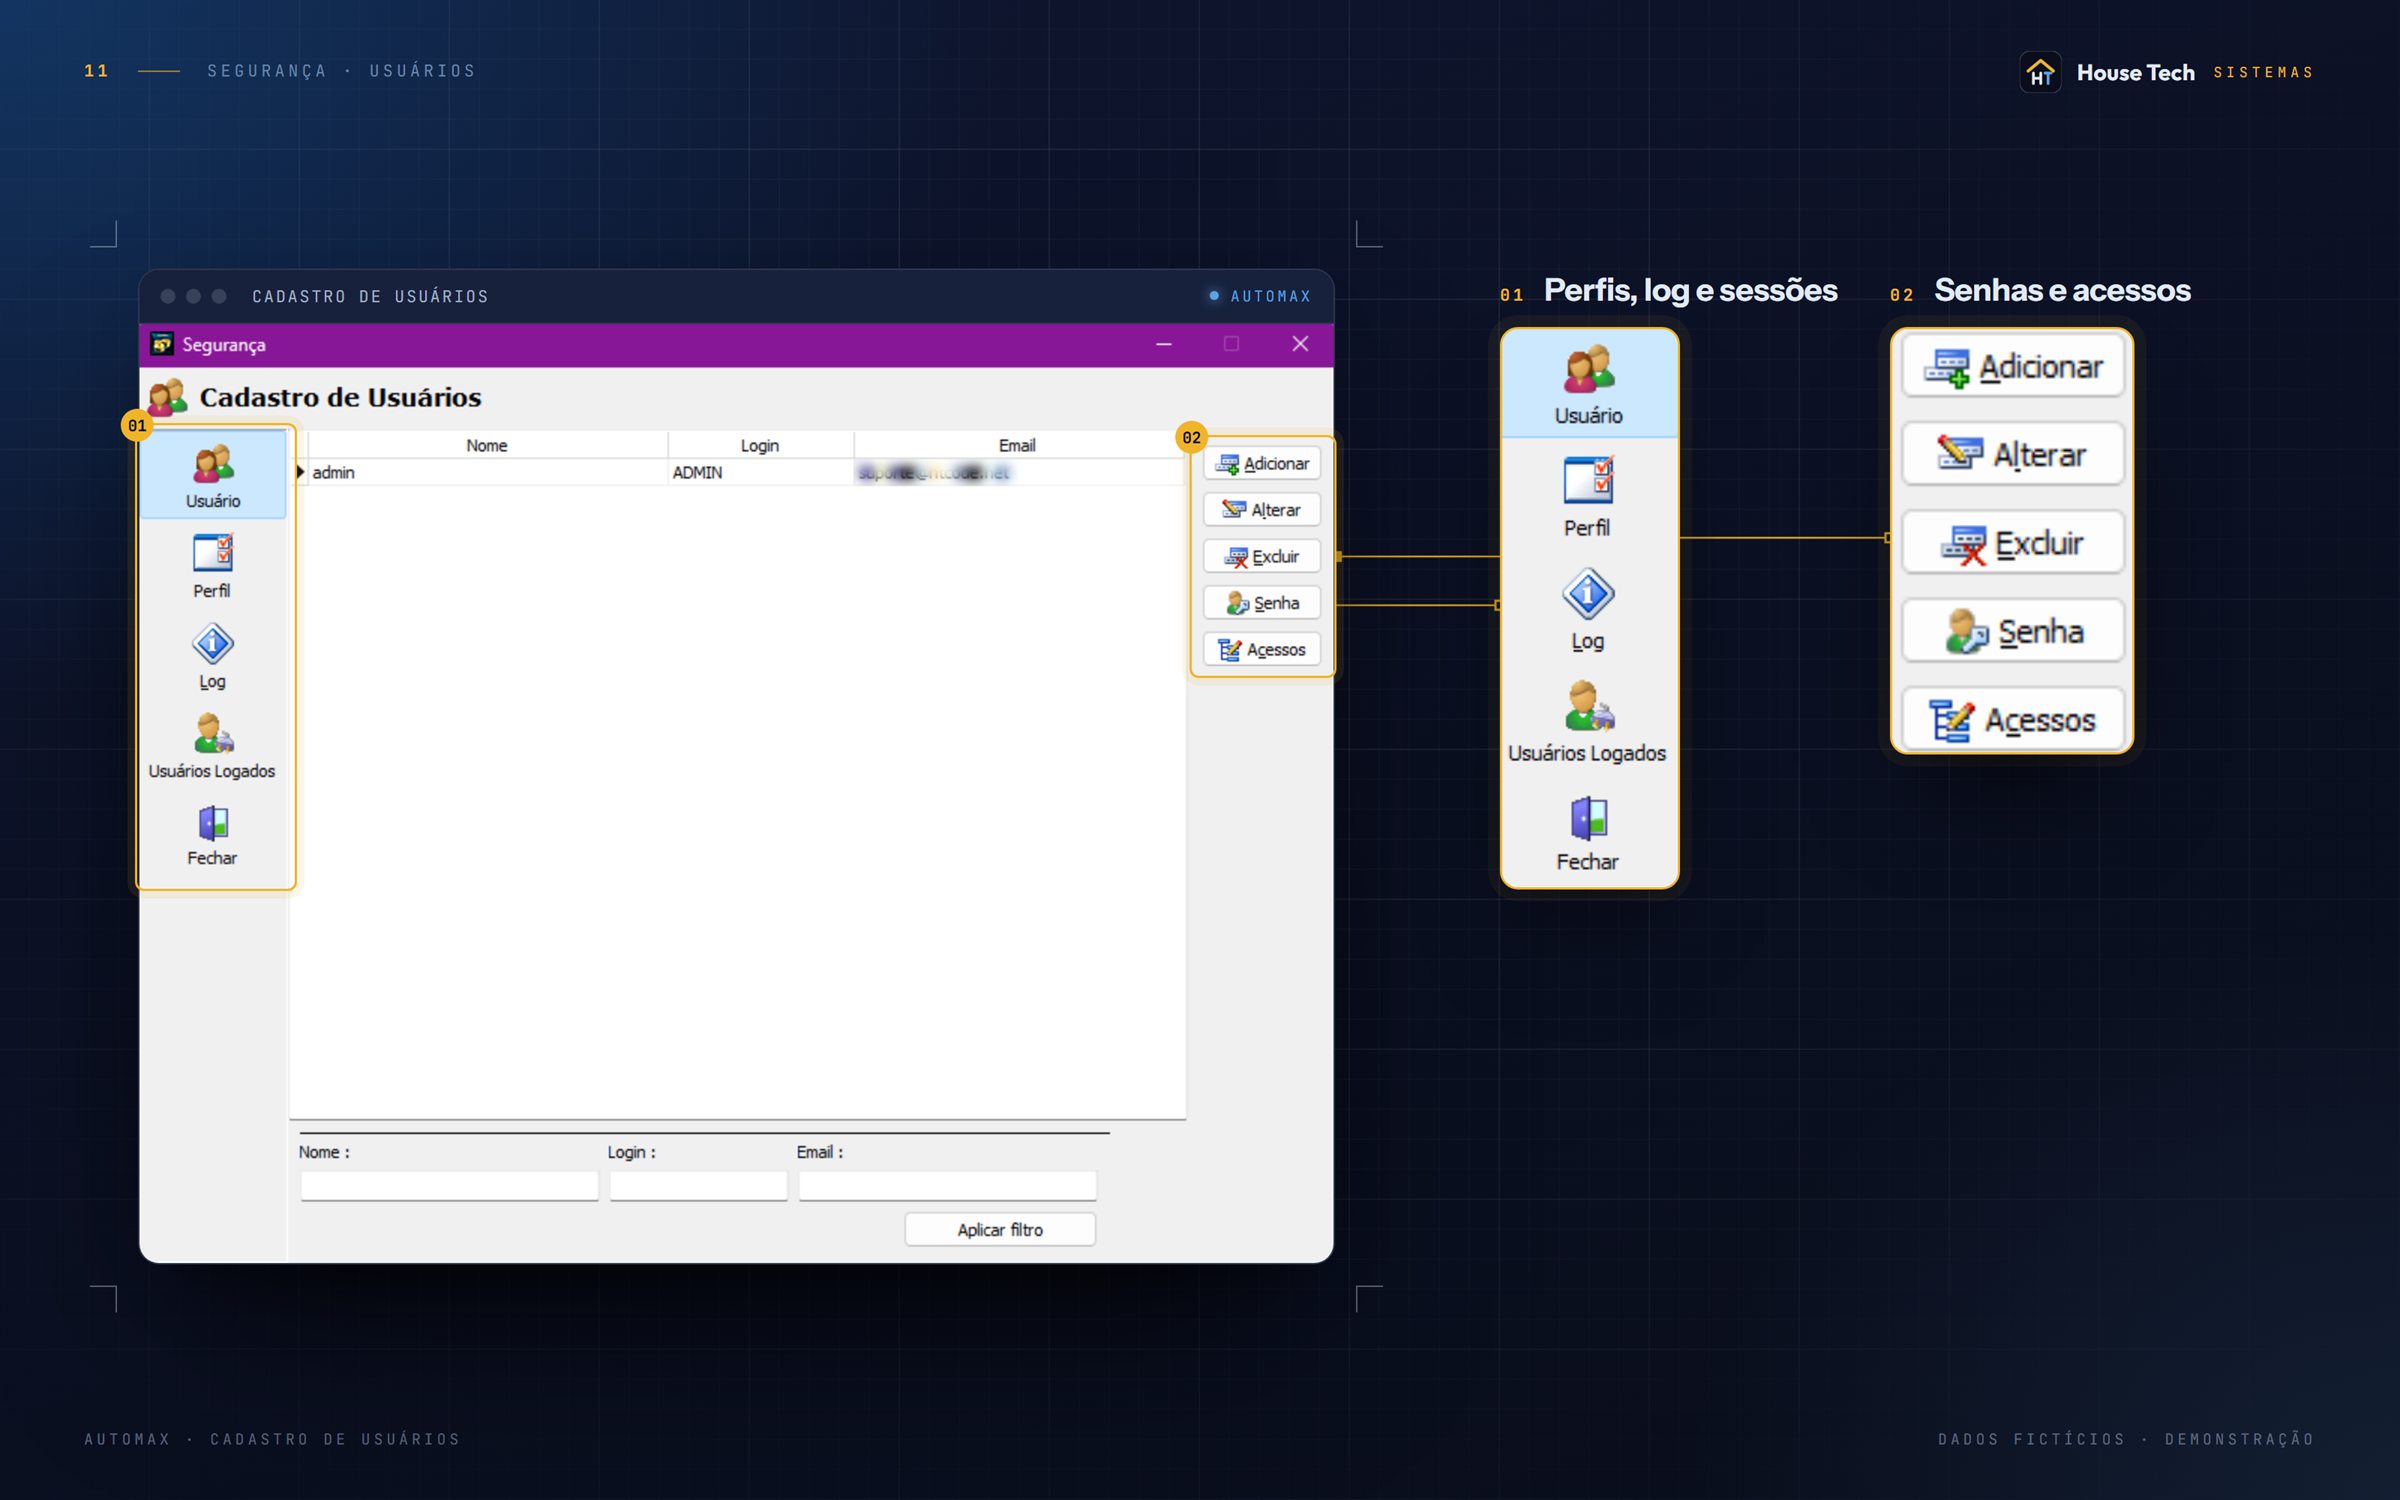 11 SEGURANÇA · USUÁRIOS
HT House Tech SISTEMAS
CADASTRO DE USUÁRIOS
AUTOMAX
Segurança
Cadastro de Usuários
01
Usuário
Perfil
Log
Usuários Logados
Fechar
Nome Login Email
admin ADMIN
02
Adicionar
Alterar
Excluir
Senha
Acessos
Nome :
Login :
Email :
Aplicar filtro
01 Perfis, log e sessões
Usuário
Perfil
Log
Usuários Logados
Fechar
02 Senhas e acessos
Adicionar
Alterar
Excluir
Senha
Acessos
AUTOMAX · CADASTRO DE USUÁRIOS
DADOS FICTÍCIOS · DEMONSTRAÇÃO